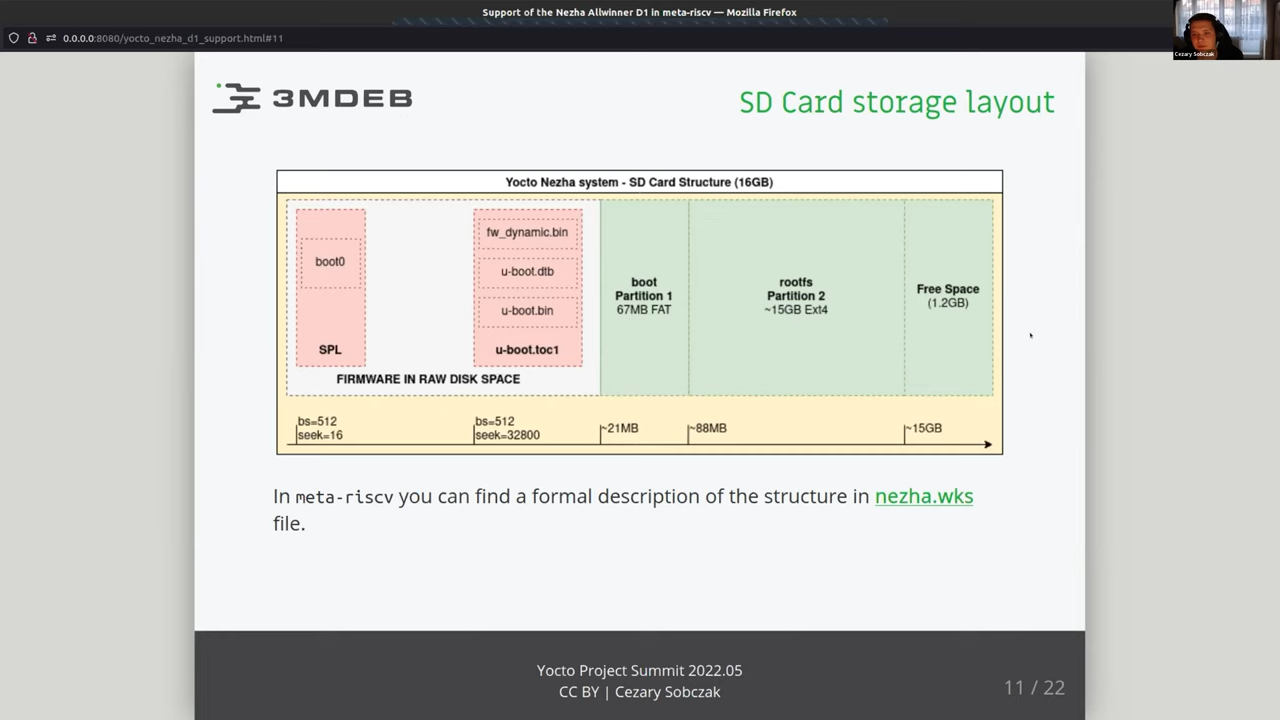 Support of the Nezha Allwinner D1 in meta-riscv — Mozilla Firefox
0.0.0.0:8080/yocto_nezha_d1_support.html#11
Cezary Sobczak
3MDEB
SD Card storage layout
Yocto Nezha system - SD Card Structure (16GB)
boot0
SPL
fw_dynamic.bin
u-boot.dtb
u-boot.bin
u-boot.toc1
FIRMWARE IN RAW DISK SPACE
boot
Partition 1
67MB FAT
rootfs
Partition 2
~15GB Ext4
Free Space
(1.2GB)
bs=512
seek=16
bs=512
seek=32800
~21MB
~88MB
~15GB
In meta-riscv you can find a formal description of the structure in nezha.wks
file.
Yocto Project Summit 2022.05
CC BY | Cezary Sobczak
11 / 22